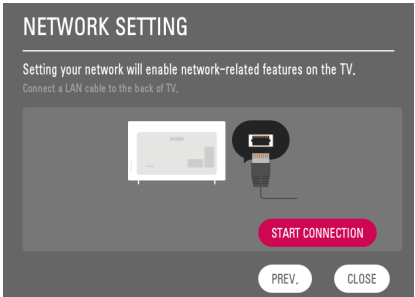 NETWORK SETTING
Setting your network will enable network-related features on the TV.
Connect a LAN cable to the back of TV.
START CONNECTION
PREV.
CLOSE